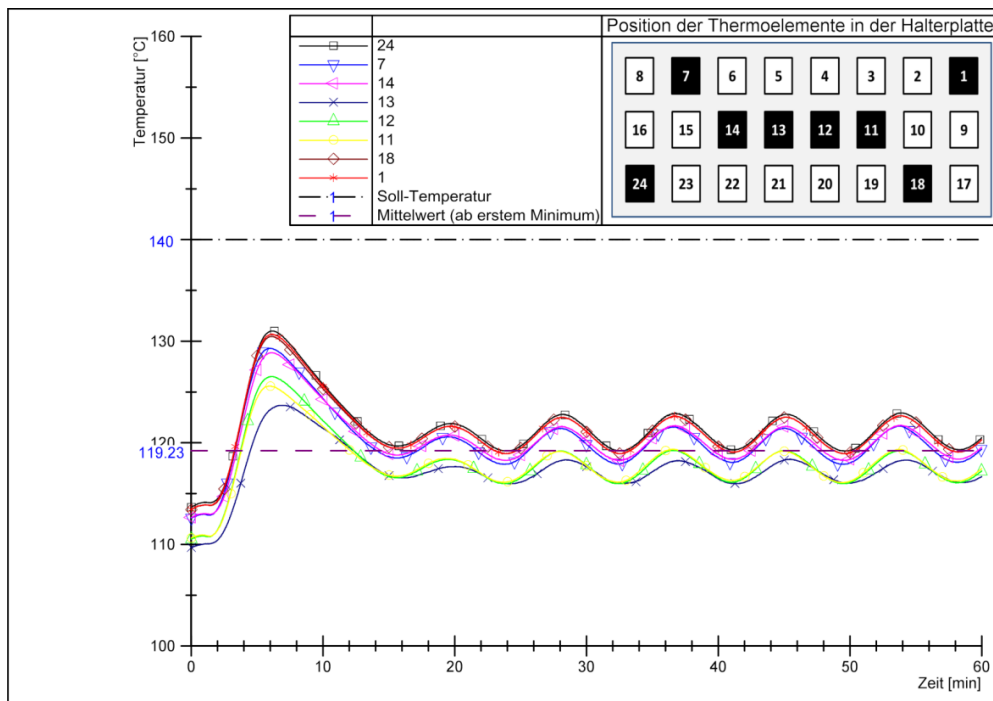 Position der Thermoelemente in der Halterplatte
24
7
14
13
12
11
18
1
1 Soll-Temperatur
1 Mittelwert (ab erstem Minimum)
8 7 6 5 4 3 2 1
16 15 14 13 12 11 10 9
24 23 22 21 20 19 18 17
Temperatur [°C]
160
150
140
130
120
119.23
110
100
0 10 20 30 40 50 60
Zeit [min]